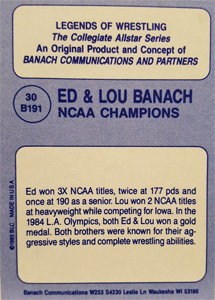 LEGENDS OF WRESTLING
The Collegiate Allstar Series
An Original Product and Concept of
BANACH COMMUNICATIONS AND PARTNERS
30
B191
ED & LOU BANACH
NCAA CHAMPIONS
Ed won 3X NCAA titles, twice at 177 pds and
once at 190 as a senior. Lou won 2 NCAA titles
at heavyweight while competing for Iowa. In the
1984 L.A. Olympics, both Ed & Lou won a gold
medal. Both brothers were known for their ag-
gressive styles and complete wrestling abilities.
MADE IN U.S.A.
Banach Communications W253 S4230 Leslie Ln Waukesha WI 53186